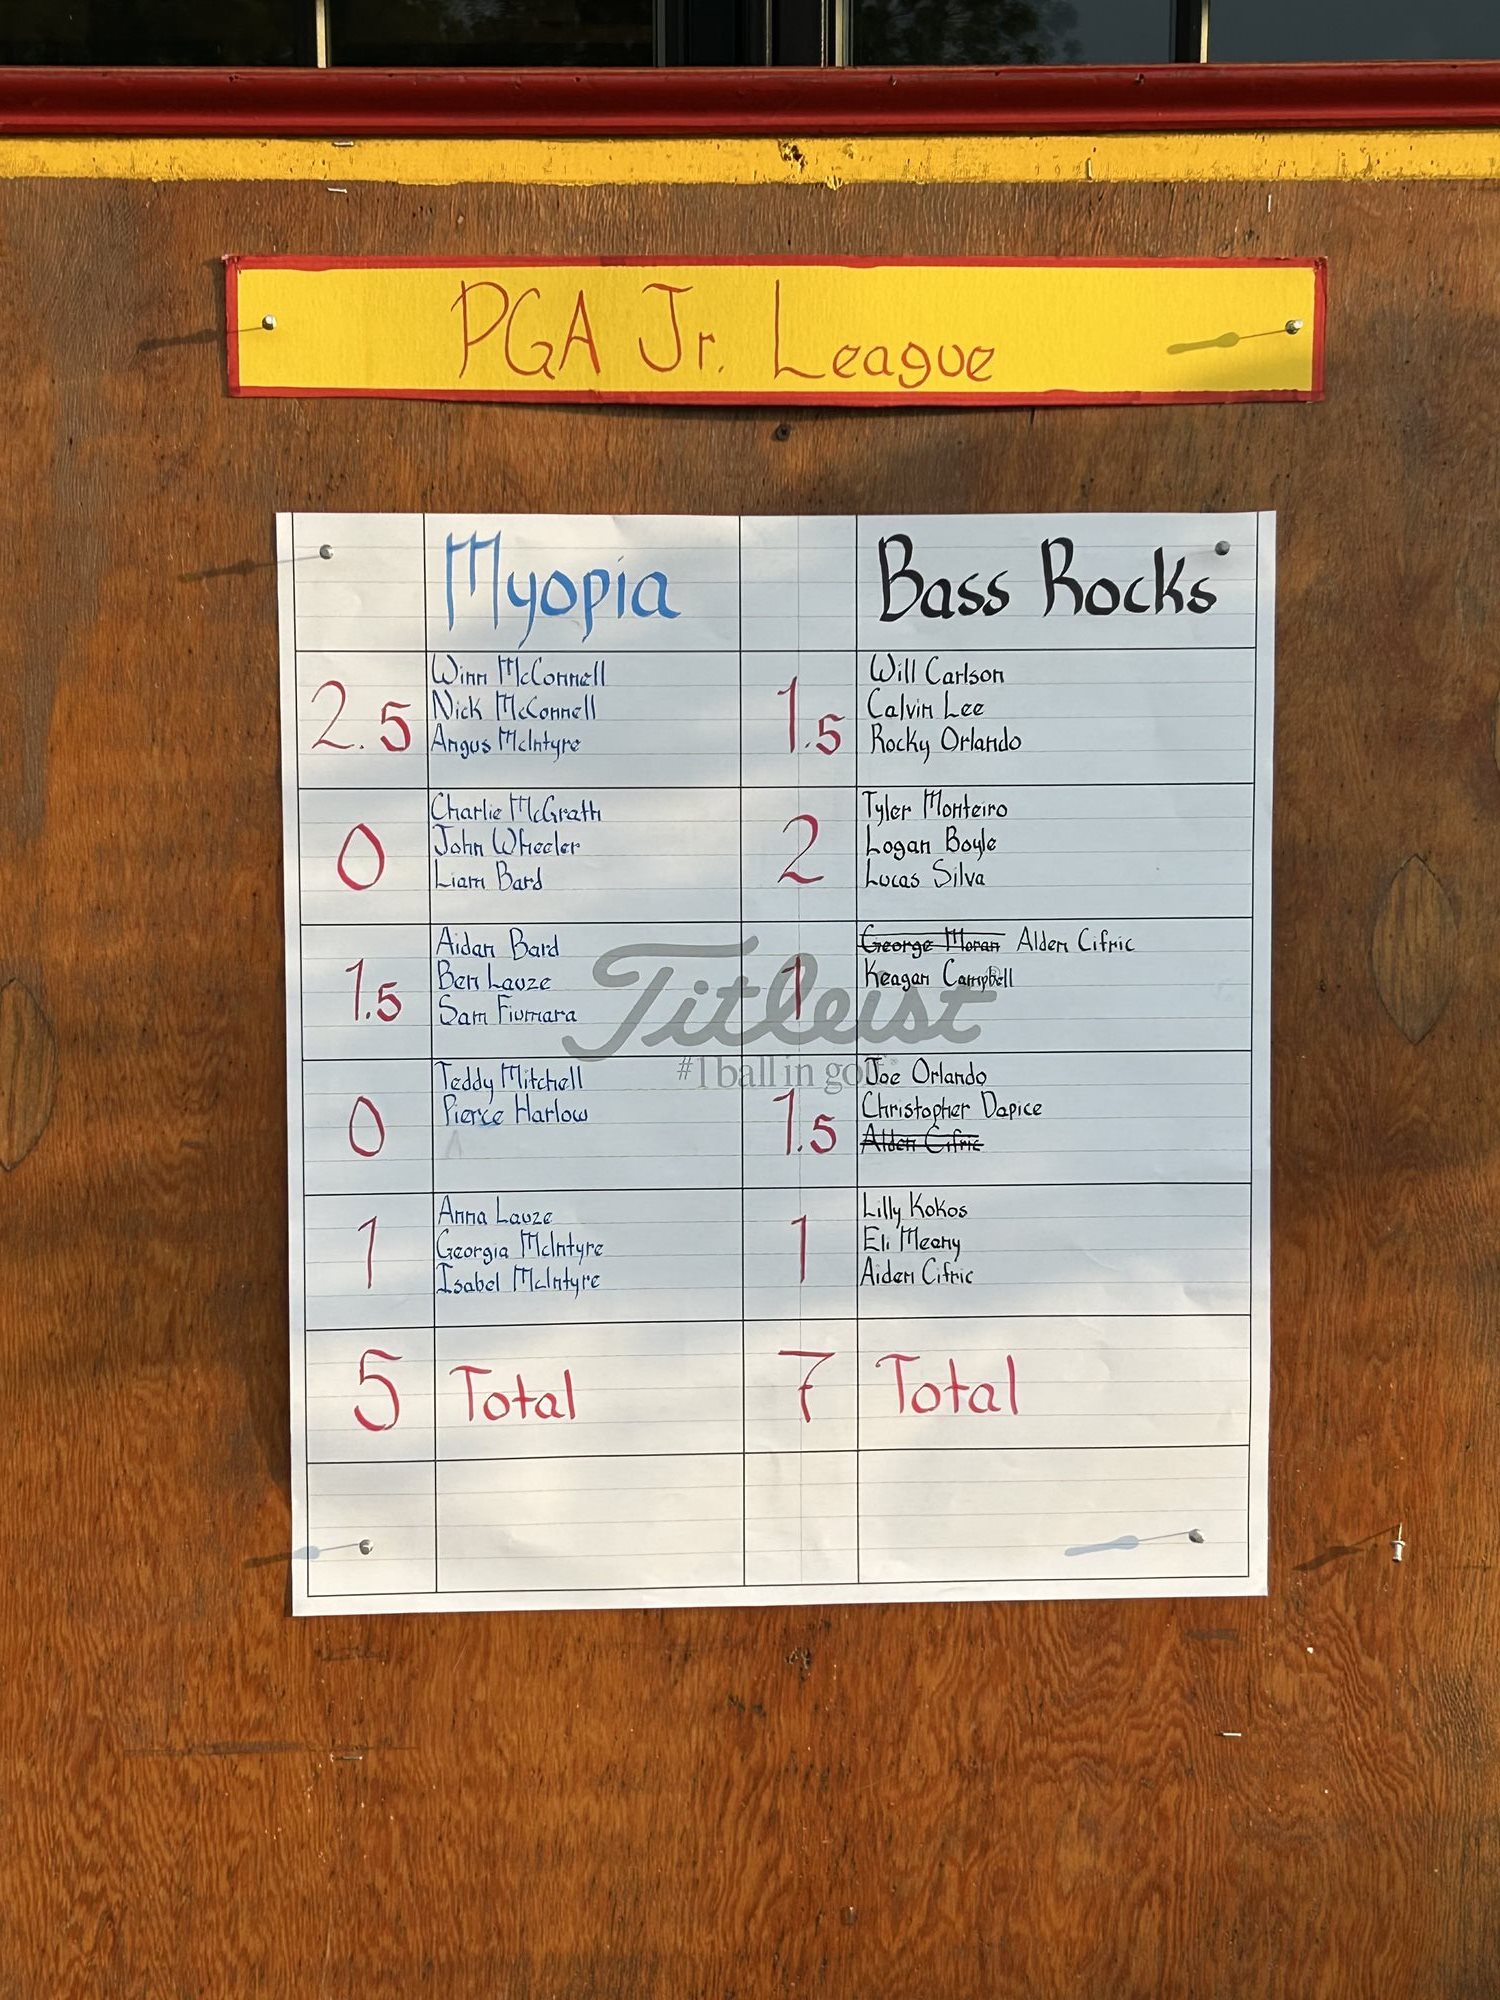 PGA Jr. League
Myopia Bass Rocks
2.5 Winn McConnell 1.5 Will Carlson
Nick McConnell Calvin Lee
Angus McIntyre Rocky Orlando
0 Charlie McGrath 2 Tyler Monteiro
John Wheeler Logan Boyle
Liam Bard Lucas Silva
1.5 Aidan Bard 1 George Moran Alden Cifric
Ben Lauze Keagan Campbell
Sam Fiumara
Titleist
#1 ball in golf
0 Teddy Mitchell 1.5 Joe Orlando
Pierce Harlow Christopher Dapice
Alden Cifric
1 Anna Lauze 1 Lilly Kokos
Georgia McIntyre Eli Meany
Isabel McIntyre Aiden Cifric
5 Total 7 Total